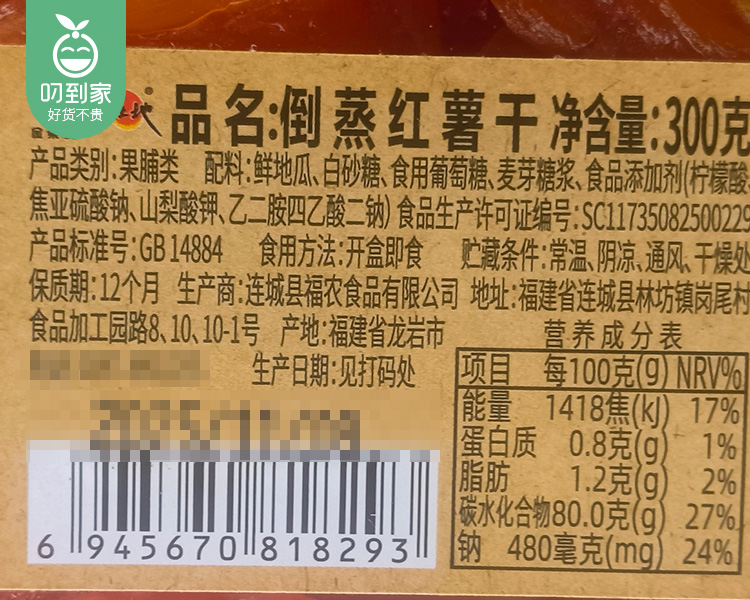 叨到家
好货不贵
品名:倒蒸红薯干 净含量:300克
产品类别:果脯类 配料:鲜地瓜、白砂糖、食用葡萄糖、麦芽糖浆、食品添加剂(柠檬酸、
焦亚硫酸钠、山梨酸钾、乙二胺四乙酸二钠) 食品生产许可证编号:SC11735082500229
产品标准号:GB 14884 食用方法:开盒即食 贮藏条件:常温、阴凉、通风、干燥处
保质期:12个月 生产商:连城县福农食品有限公司 地址:福建省连城县林坊镇岗尾村
食品加工园路8、10、10-1号 产地:福建省龙岩市
生产日期:见打码处
营养成分表
项目 每100克(g) NRV%
能量 1418焦(kJ) 17%
蛋白质 0.8克(g) 1%
脂肪 1.2克(g) 2%
碳水化合物 80.0克(g) 27%
钠 480毫克(mg) 24%
6 945670 818293